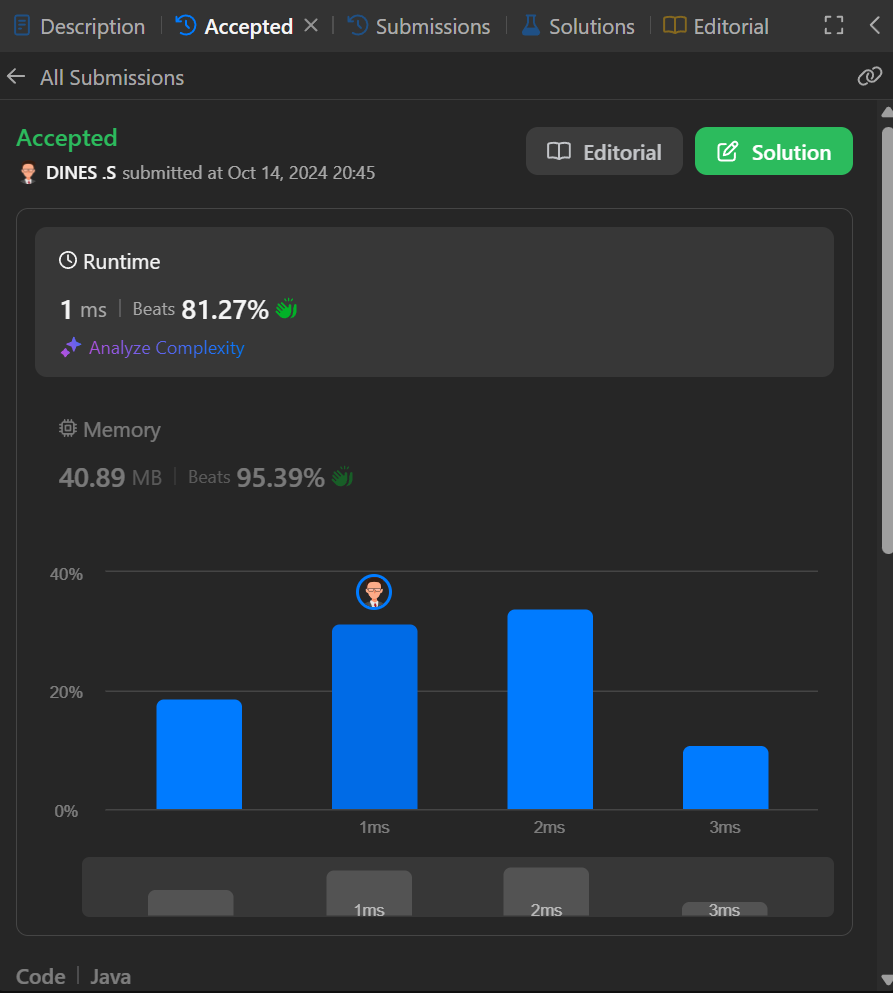 Description | Accepted | Submissions | Solutions | Editorial
All Submissions
Accepted
Editorial
Solution
DINES .S submitted at Oct 14, 2024 20:45
Runtime
1 ms | Beats 81.27%
Analyze Complexity
Memory
40.89 MB | Beats 95.39%
40%
20%
0%
1ms 2ms 3ms
1ms 2ms 3ms
Code | Java